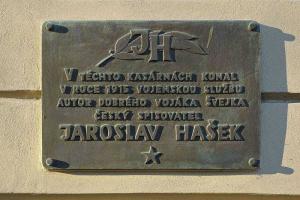 JH
V TĚCHTO KASÁRNÁCH KONAL
V ROCE 1915 VOJENSKOU SLUŽBU
AUTOR DOBRÉHO VOJÁKA ŠVEJKA
ČESKÝ SPISOVATEL
JAROSLAV HAŠEK